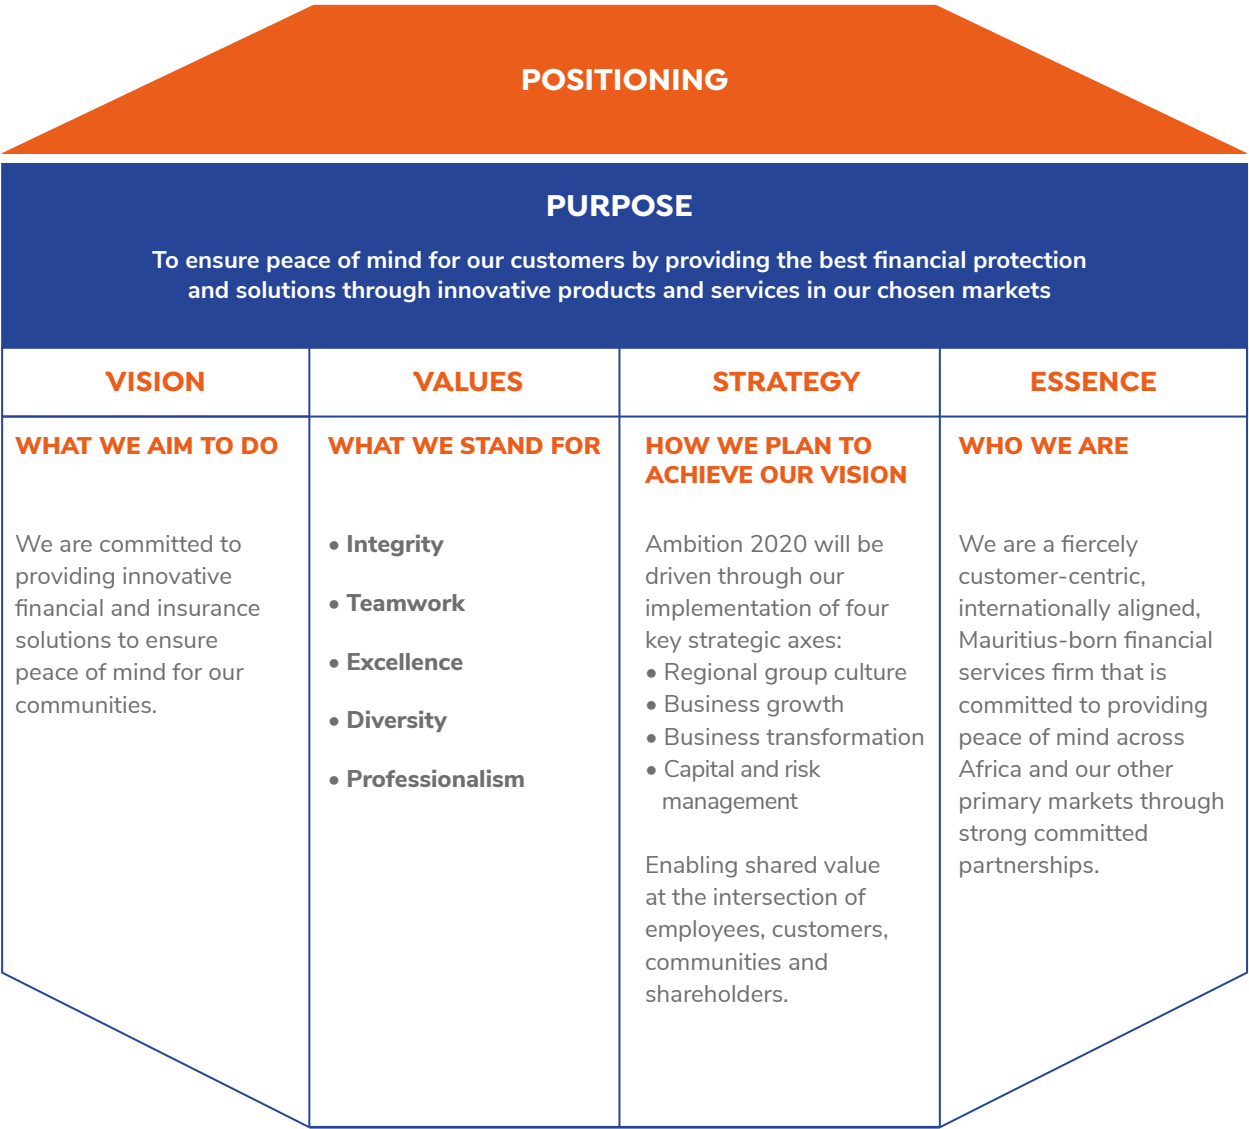 POSITIONING
PURPOSE
To ensure peace of mind for our customers by providing the best financial protection
and solutions through innovative products and services in our chosen markets
VISION
WHAT WE AIM TO DO
We are committed to
providing innovative
financial and insurance
solutions to ensure
peace of mind for our
communities.
VALUES
WHAT WE STAND FOR
• Integrity
• Teamwork
• Excellence
• Diversity
• Professionalism
STRATEGY
HOW WE PLAN TO
ACHIEVE OUR VISION
Ambition 2020 will be
driven through our
implementation of four
key strategic axes:
• Regional group culture
• Business growth
• Business transformation
• Capital and risk
management
Enabling shared value
at the intersection of
employees, customers,
communities and
shareholders.
ESSENCE
WHO WE ARE
We are a fiercely
customer-centric,
internationally aligned,
Mauritius-born financial
services firm that is
committed to providing
peace of mind across
Africa and our other
primary markets through
strong committed
partnerships.